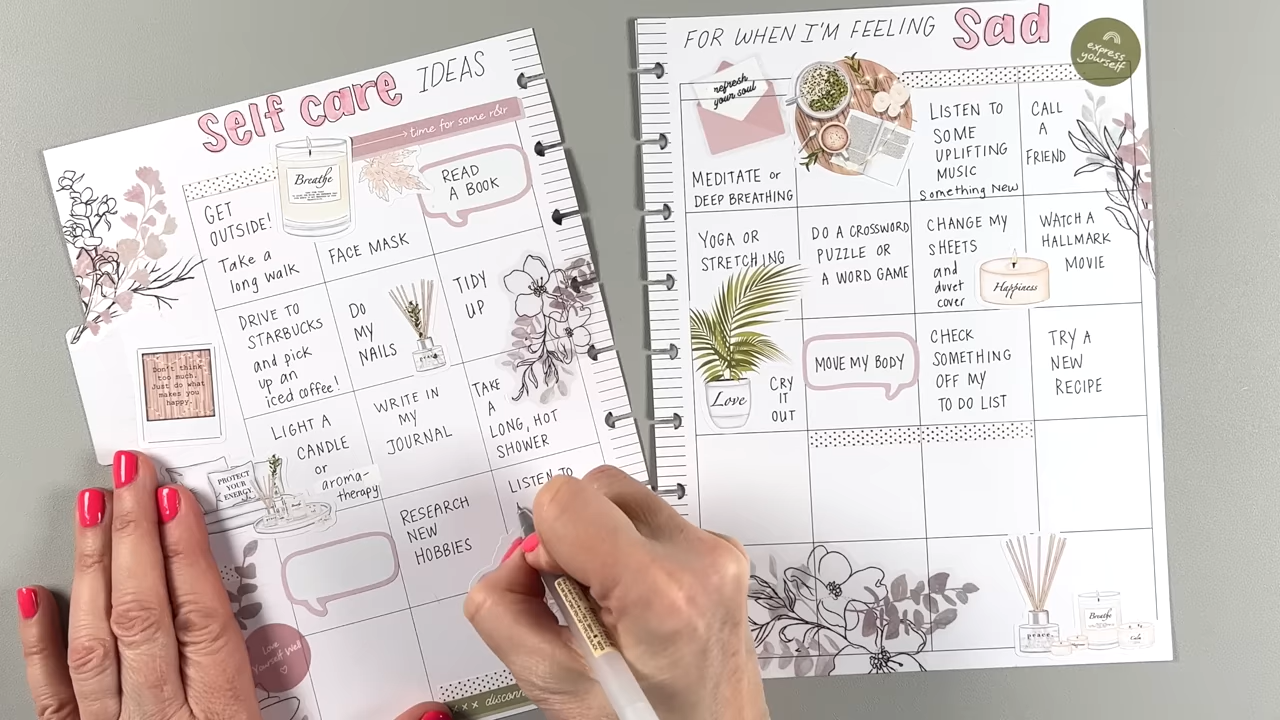 Self care IDEAS
time for some r&r
Breathe
READ
A BOOK
GET
OUTSIDE!
Take a
long walk
FACE MASK
DRIVE TO
STARBUCKS
and pick
up an
iced coffee!
DO
MY
NAILS
peace
TIDY
UP
Don't think
too much.
Just do what
makes you
happy.
LIGHT A
CANDLE
or
aroma-
therapy
WRITE IN
MY
JOURNAL
TAKE
A
LONG, HOT
SHOWER
PROTECT
YOUR
ENERGY
RESEARCH
NEW
HOBBIES
LISTEN TO
Love
Yourself Well
x x disconn
FOR WHEN I'M FEELING Sad
express
yourself
refresh
your soul
MEDITATE or
DEEP BREATHING
LISTEN TO
SOME
UPLIFTING
MUSIC
Something New
CALL
A
FRIEND
YOGA OR
STRETCHING
DO A CROSSWORD
PUZZLE OR
A WORD GAME
CHANGE MY
SHEETS
and
duvet
cover
Happiness
WATCH A
HALLMARK
MOVIE
Love
CRY
IT
OUT
MOVE MY BODY
CHECK
SOMETHING
OFF MY
TO DO LIST
TRY A
NEW
RECIPE
peace
Breathe
Calm